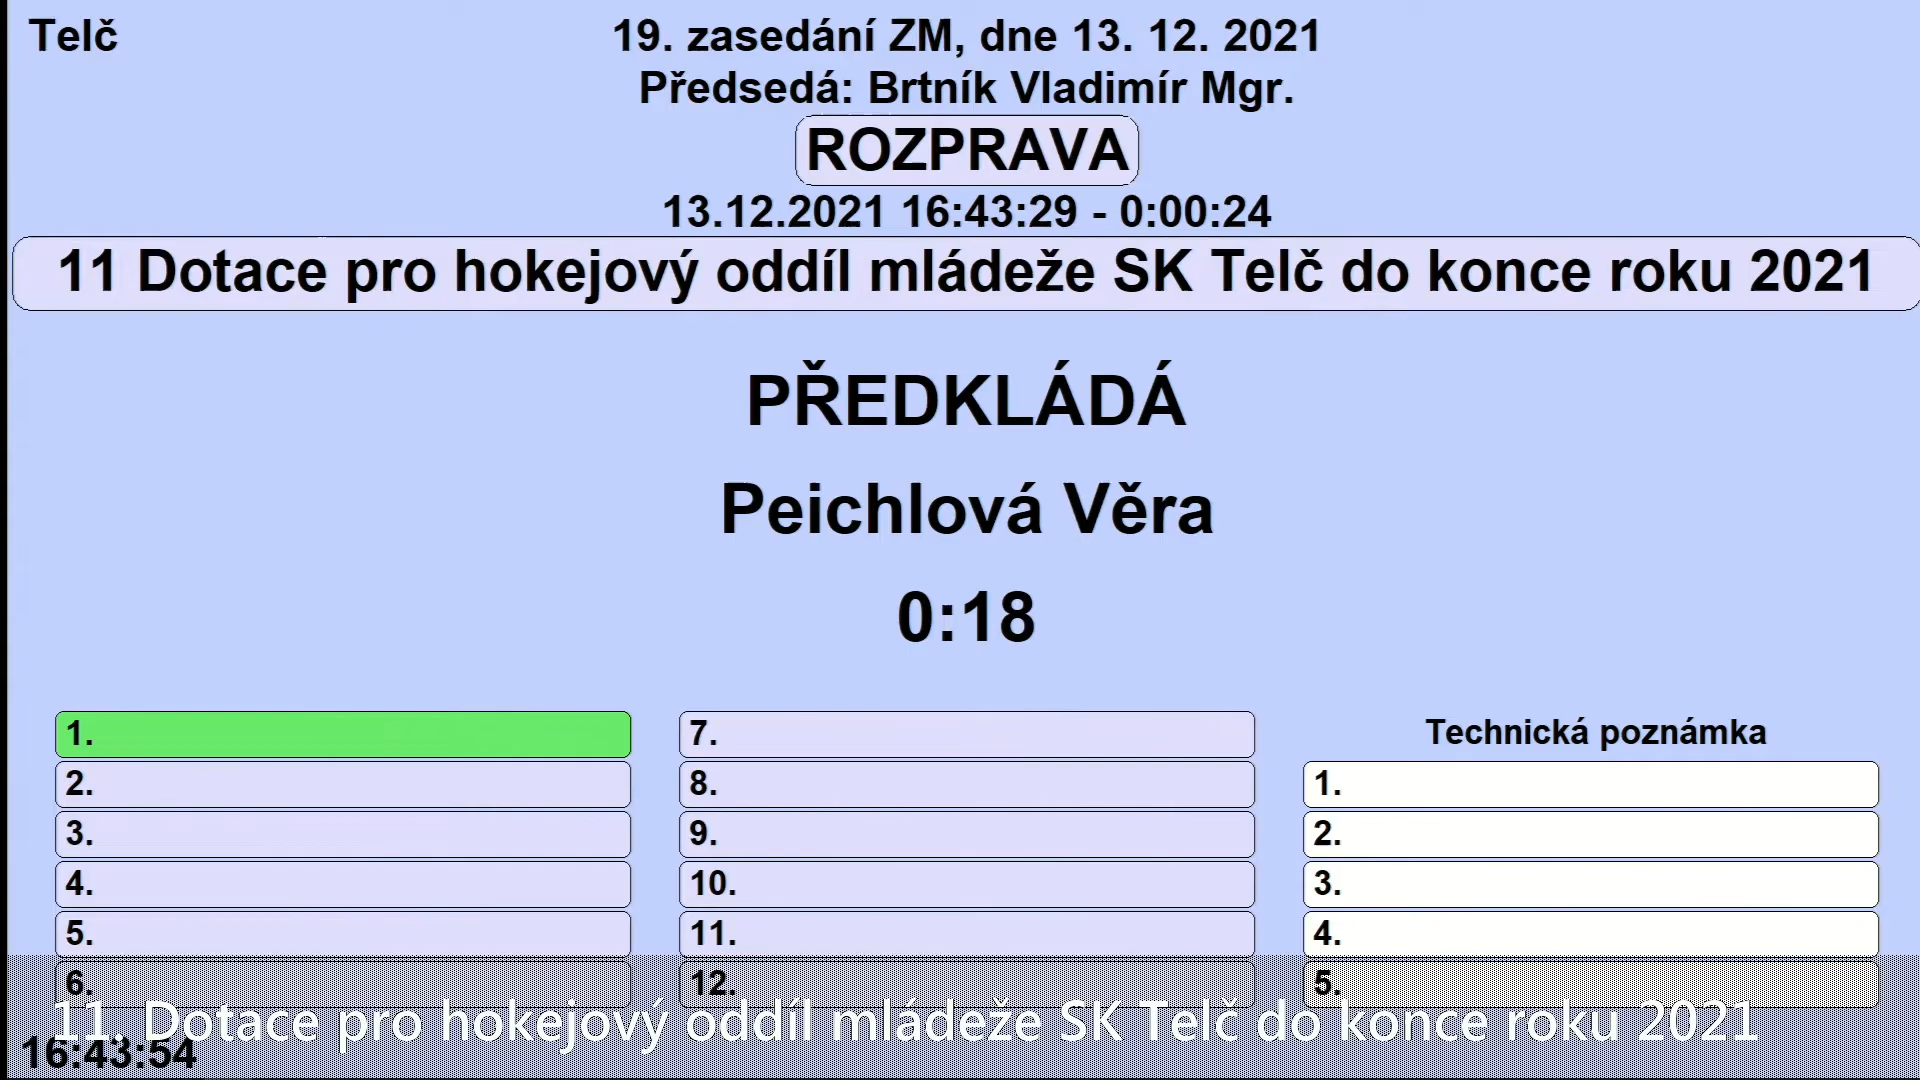 Telč
19. zasedání ZM, dne 13. 12. 2021
Předsedá: Brtník Vladimír Mgr.
ROZPRAVA
13.12.2021 16:43:29 - 0:00:24
11 Dotace pro hokejový oddíl mládeže SK Telč do konce roku 2021
PŘEDKLÁDÁ
Peichlová Věra
0:18
1.
2.
3.
4.
5.
6.
7.
8.
9.
10.
11.
12.
Technická poznámka
1.
2.
3.
4.
5.
11. Dotace pro hokejový oddíl mládeže SK Telč do konce roku 2021
16:43:54